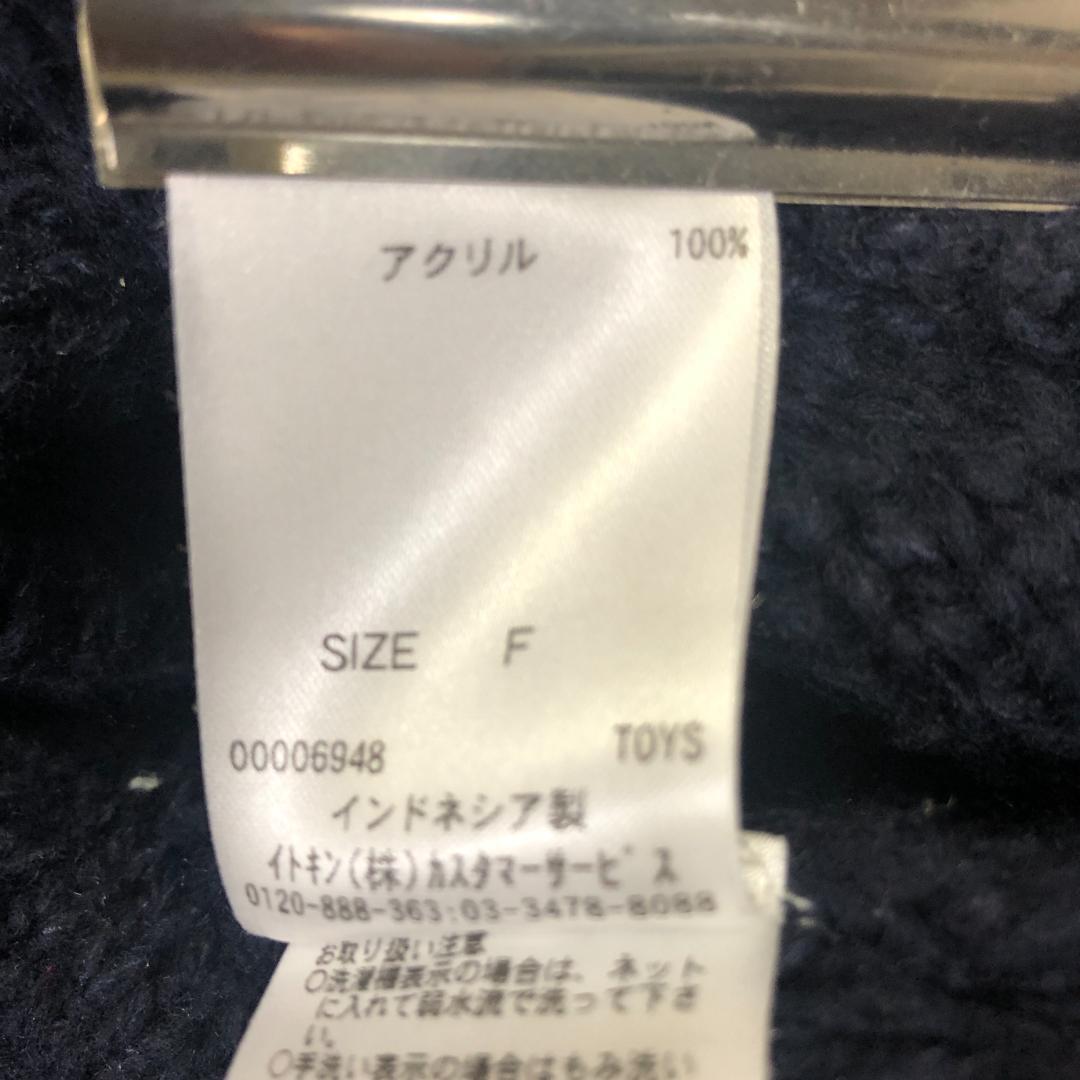 アクリル 100%
SIZE F
00006948 TOYS
インドネシア製
イトキン(株)カスタマーサービス
0120-888-363:03-3478-8088
お取り扱い注意
○洗濯機表示の場合は、ネット
に入れて弱水流で洗って下さ
い。
○手洗い表示の場合はもみ洗い